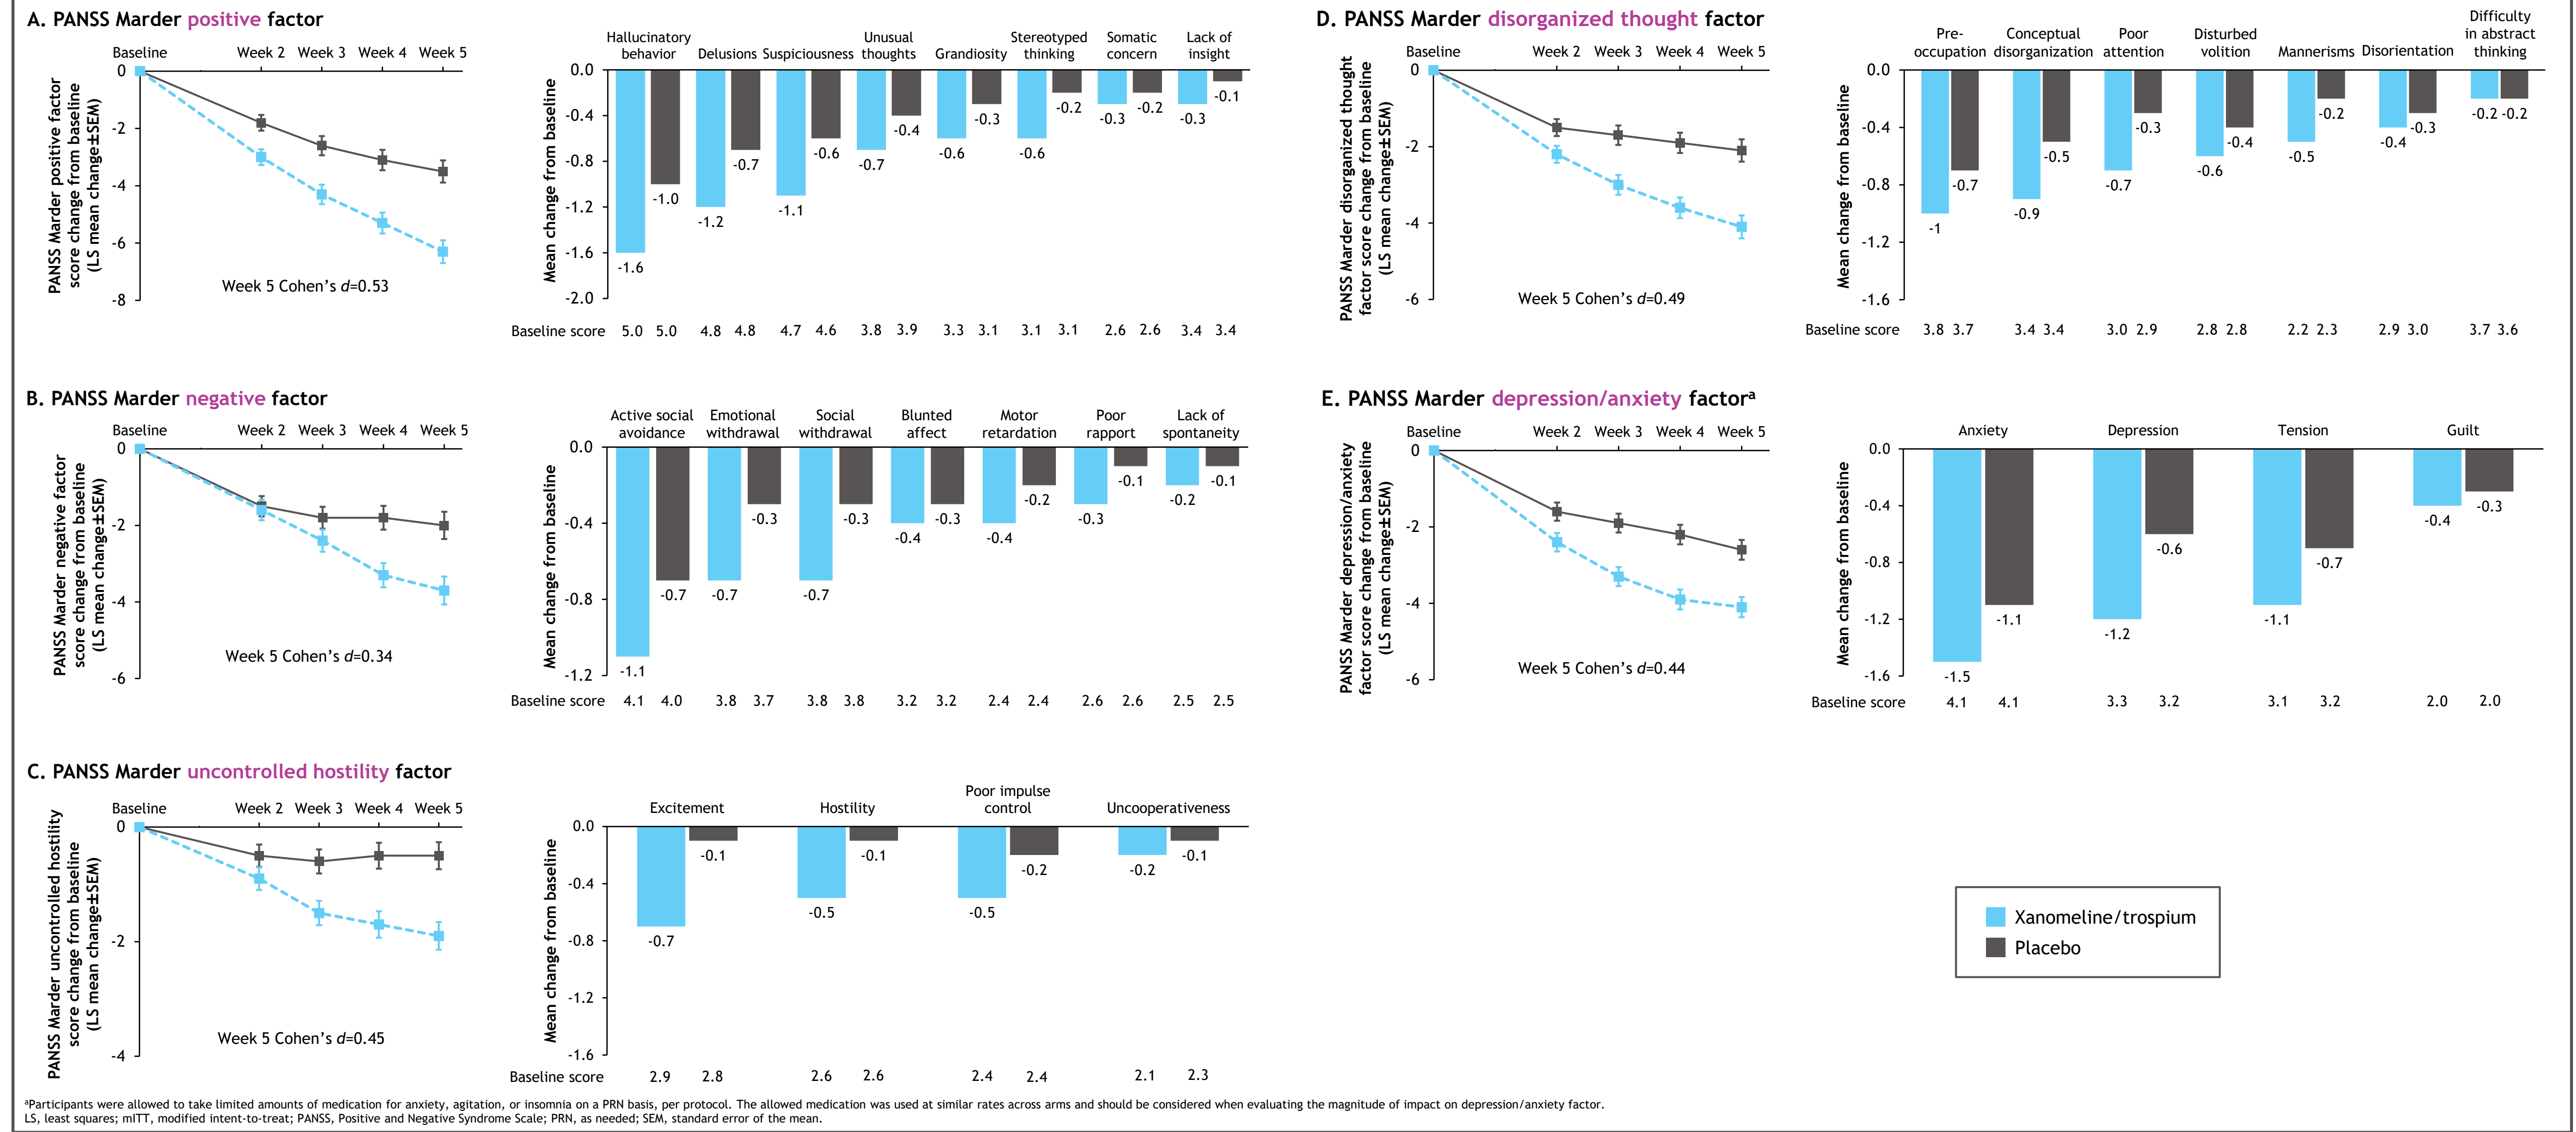 A. PANSS Marder positive factor
Baseline Week 2 Week 3 Week 4 Week 5
PANSS Marder positive factor
score change from baseline
(LS mean change±SEM)
0
-2
-4
-6
-8
Week 5 Cohen's d=0.53
Hallucinatory behavior Delusions Suspiciousness Unusual thoughts Grandiosity Stereotyped thinking Somatic concern Lack of insight
Mean change from baseline
0.0
-0.4
-0.8
-1.2
-1.6
-2.0
-1.6 -1.0 -1.2 -0.7 -1.1 -0.6 -0.7 -0.4 -0.6 -0.3 -0.6 -0.2 -0.3 -0.2 -0.3 -0.1
Baseline score 5.0 5.0 4.8 4.8 4.7 4.6 3.8 3.9 3.3 3.1 3.1 3.1 2.6 2.6 3.4 3.4
B. PANSS Marder negative factor
Baseline Week 2 Week 3 Week 4 Week 5
PANSS Marder negative factor
score change from baseline
(LS mean change±SEM)
0
-2
-4
-6
Week 5 Cohen's d=0.34
Active social avoidance Emotional withdrawal Social withdrawal Blunted affect Motor retardation Poor rapport Lack of spontaneity
Mean change from baseline
0.0
-0.4
-0.8
-1.2
-1.1 -0.7 -0.7 -0.3 -0.7 -0.3 -0.4 -0.3 -0.4 -0.2 -0.3 -0.1 -0.2 -0.1
Baseline score 4.1 4.0 3.8 3.7 3.8 3.8 3.2 3.2 2.4 2.4 2.6 2.6 2.5 2.5
C. PANSS Marder uncontrolled hostility factor
Baseline Week 2 Week 3 Week 4 Week 5
PANSS Marder uncontrolled hostility
score change from baseline
(LS mean change±SEM)
0
-2
-4
Week 5 Cohen's d=0.45
Excitement Hostility Poor impulse control Uncooperativeness
Mean change from baseline
0.0
-0.4
-0.8
-1.2
-1.6
-0.7 -0.1 -0.5 -0.1 -0.5 -0.2 -0.2 -0.1
Baseline score 2.9 2.8 2.6 2.6 2.4 2.4 2.1 2.3
D. PANSS Marder disorganized thought factor
Baseline Week 2 Week 3 Week 4 Week 5
PANSS Marder disorganized thought
factor score change from baseline
(LS mean change±SEM)
0
-2
-4
-6
Week 5 Cohen's d=0.49
Pre-occupation Conceptual disorganization Poor attention Disturbed volition Mannerisms Disorientation Difficulty in abstract thinking
Mean change from baseline
0.0
-0.4
-0.8
-1.2
-1.6
-1 -0.7 -0.9 -0.5 -0.7 -0.3 -0.6 -0.4 -0.5 -0.2 -0.4 -0.3 -0.2 -0.2
Baseline score 3.8 3.7 3.4 3.4 3.0 2.9 2.8 2.8 2.2 2.3 2.9 3.0 3.7 3.6
E. PANSS Marder depression/anxiety factorᵃ
Baseline Week 2 Week 3 Week 4 Week 5
PANSS Marder depression/anxiety
factor score change from baseline
(LS mean change±SEM)
0
-2
-4
-6
Week 5 Cohen's d=0.44
Anxiety Depression Tension Guilt
Mean change from baseline
0.0
-0.4
-0.8
-1.2
-1.6
-1.5 -1.1 -1.2 -0.6 -1.1 -0.7 -0.4 -0.3
Baseline score 4.1 4.1 3.3 3.2 3.1 3.2 2.0 2.0
Xanomeline/trospium
Placebo
ᵃParticipants were allowed to take limited amounts of medication for anxiety, agitation, or insomnia on a PRN basis, per protocol. The allowed medication was used at similar rates across arms and should be considered when evaluating the magnitude of impact on depression/anxiety factor.
LS, least squares; mITT, modified intent-to-treat; PANSS, Positive and Negative Syndrome Scale; PRN, as needed; SEM, standard error of the mean.